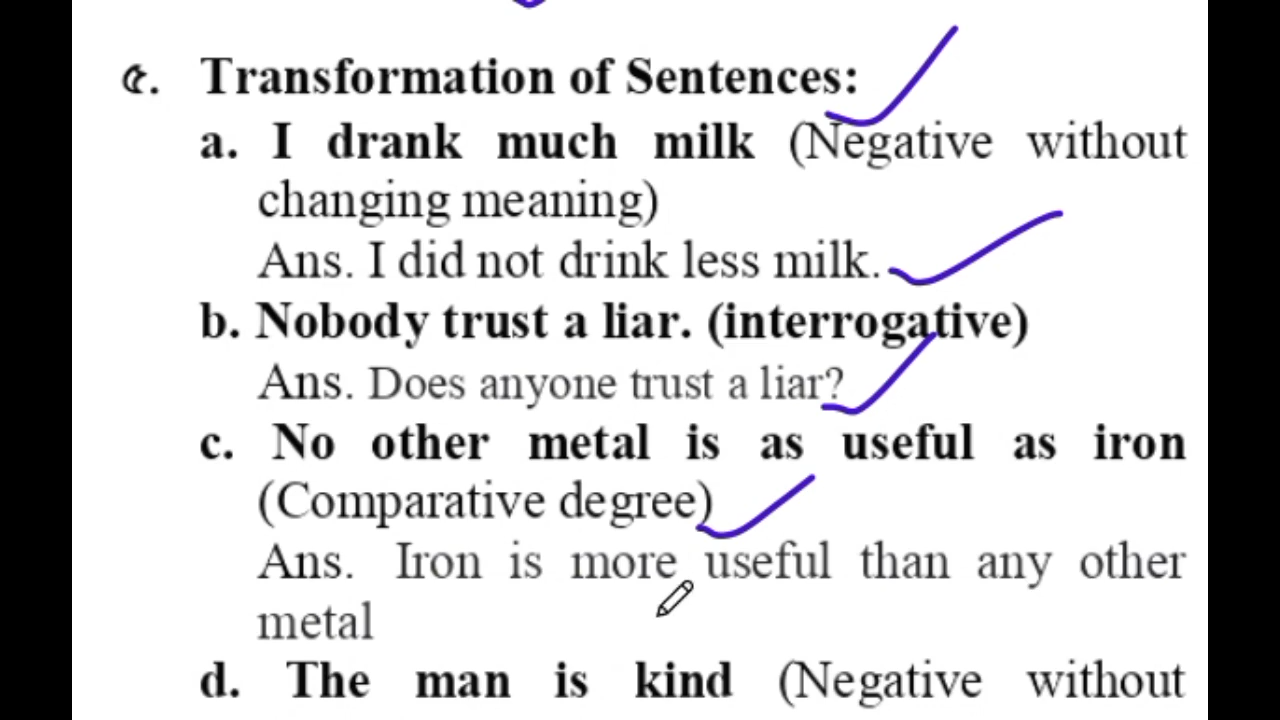 c. Transformation of Sentences:
a. I drank much milk (Negative without
changing meaning)
Ans. I did not drink less milk.
b. Nobody trust a liar. (interrogative)
Ans. Does anyone trust a liar?
c. No other metal is as useful as iron
(Comparative degree)
Ans. Iron is more useful than any other
metal
d. The man is kind (Negative without